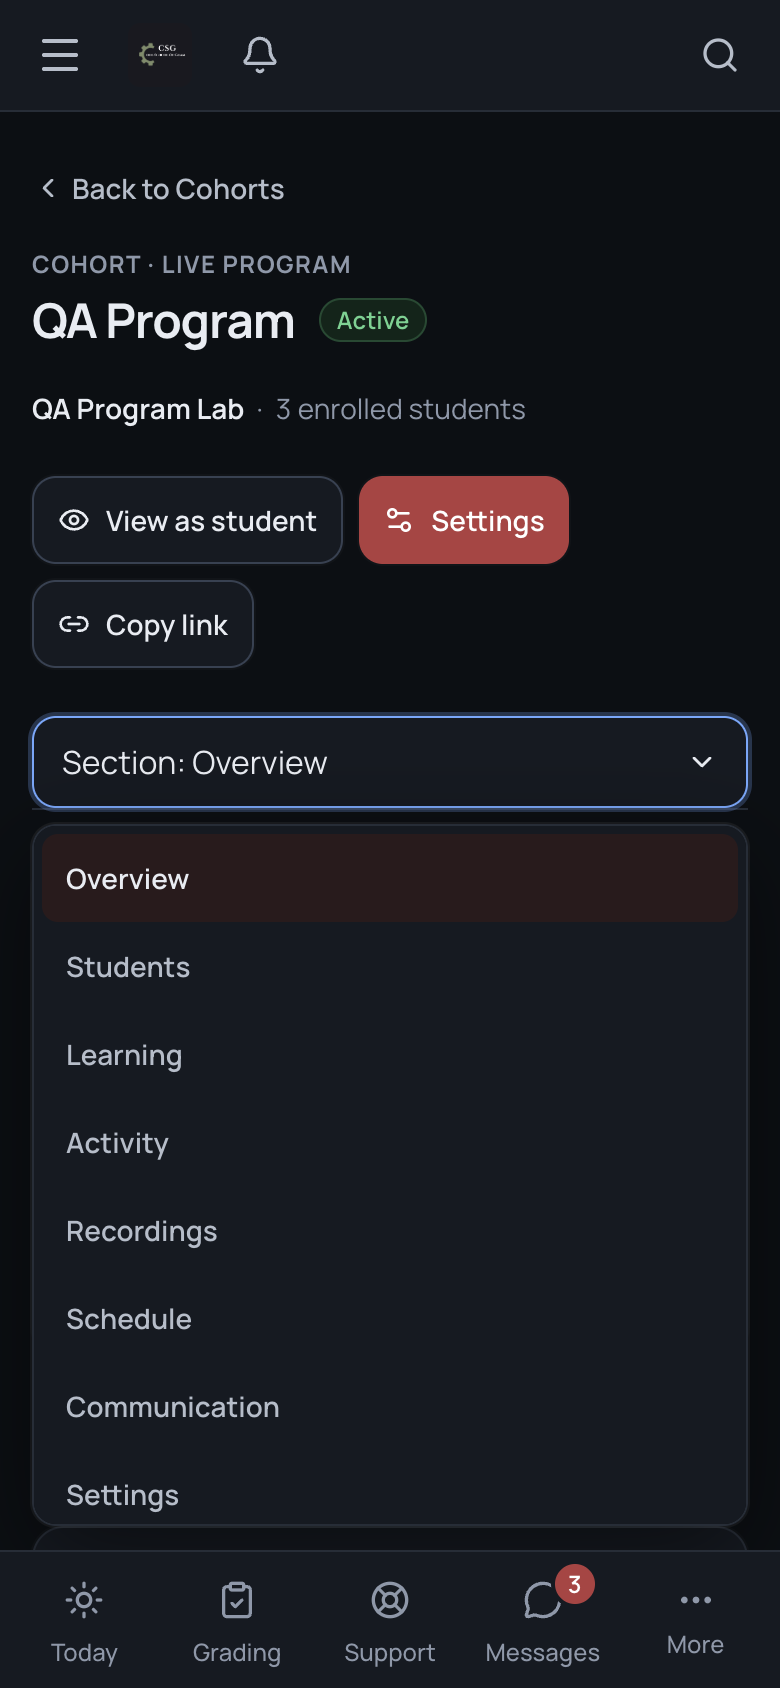 CSG
Back to Cohorts
COHORT · LIVE PROGRAM
QA Program Active
QA Program Lab · 3 enrolled students
View as student Settings
Copy link
Section: Overview
Overview
Students
Learning
Activity
Recordings
Schedule
Communication
Settings
3
Today Grading Support Messages More